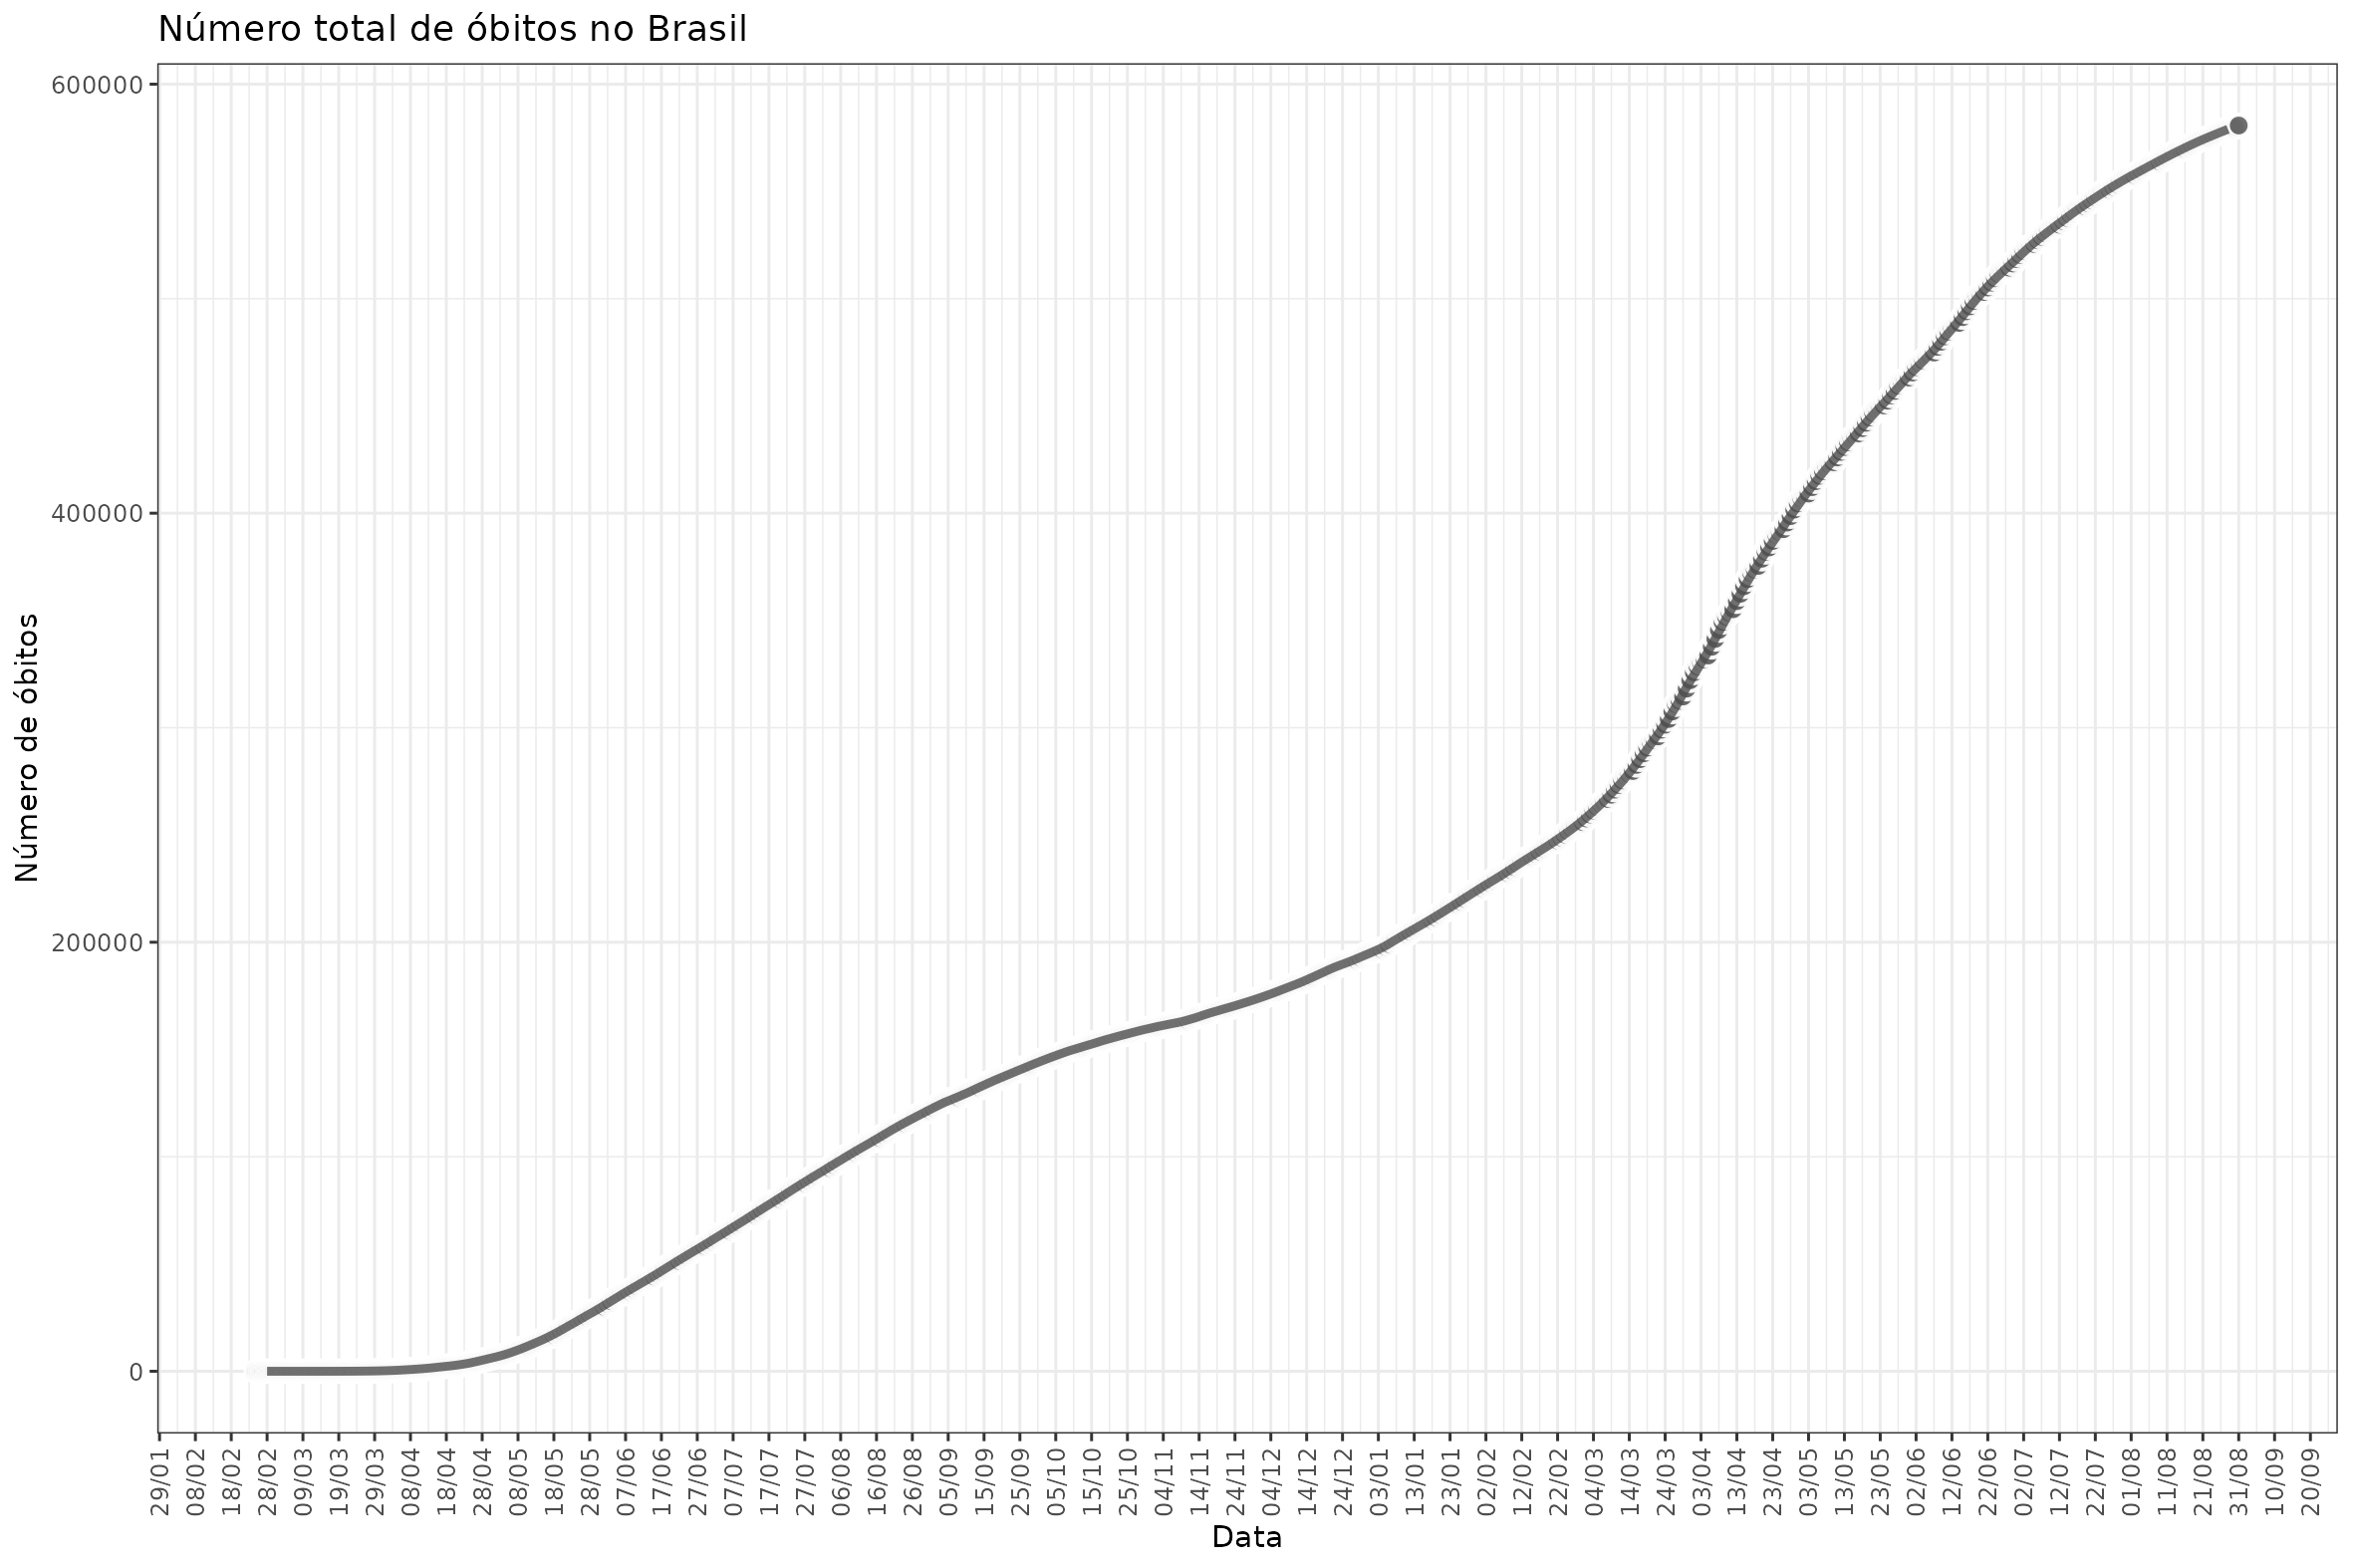 Número total de óbitos no Brasil
Número de óbitos
600000
400000
200000
0
29/01 08/02 18/02 28/02 09/03 19/03 29/03 08/04 18/04 28/04 08/05 18/05 28/05 07/06 17/06 27/06 07/07 17/07 27/07 06/08 16/08 26/08 05/09 15/09 25/09 05/10 15/10 25/10 04/11 14/11 24/11 04/12 14/12 24/12 03/01 13/01 23/01 02/02 12/02 22/02 04/03 14/03 24/03 03/04 13/04 23/04 03/05 13/05 23/05 02/06 12/06 22/06 02/07 12/07 22/07 01/08 11/08 21/08 31/08 10/09 20/09
Data